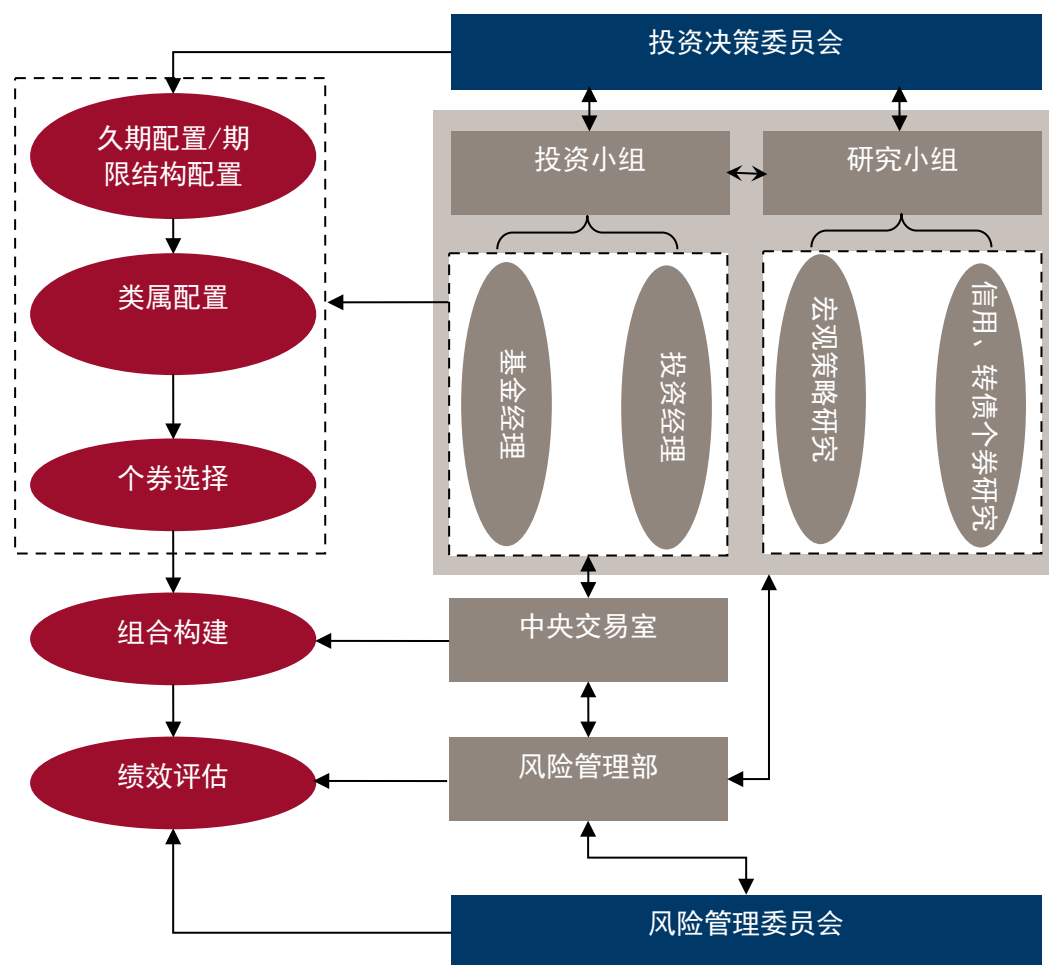 投资决策委员会
久期配置/期
限结构配置
投资小组
研究小组
类属配置
基金经理
投资经理
宏观策略研究
信用、转债个券研究
个券选择
组合构建
中央交易室
绩效评估
风险管理部
风险管理委员会